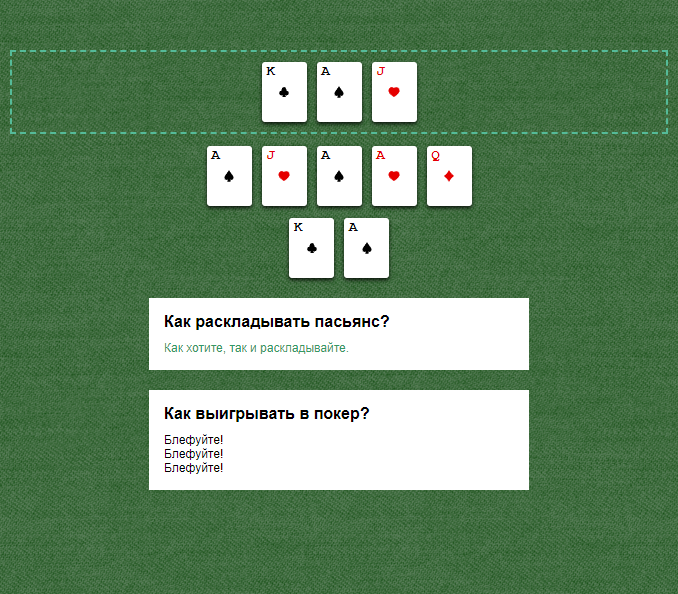 K A J
A J A A Q
K A
Как раскладывать пасьянс?
Как хотите, так и раскладывайте.
Как выигрывать в покер?
Блефуйте!
Блефуйте!
Блефуйте!